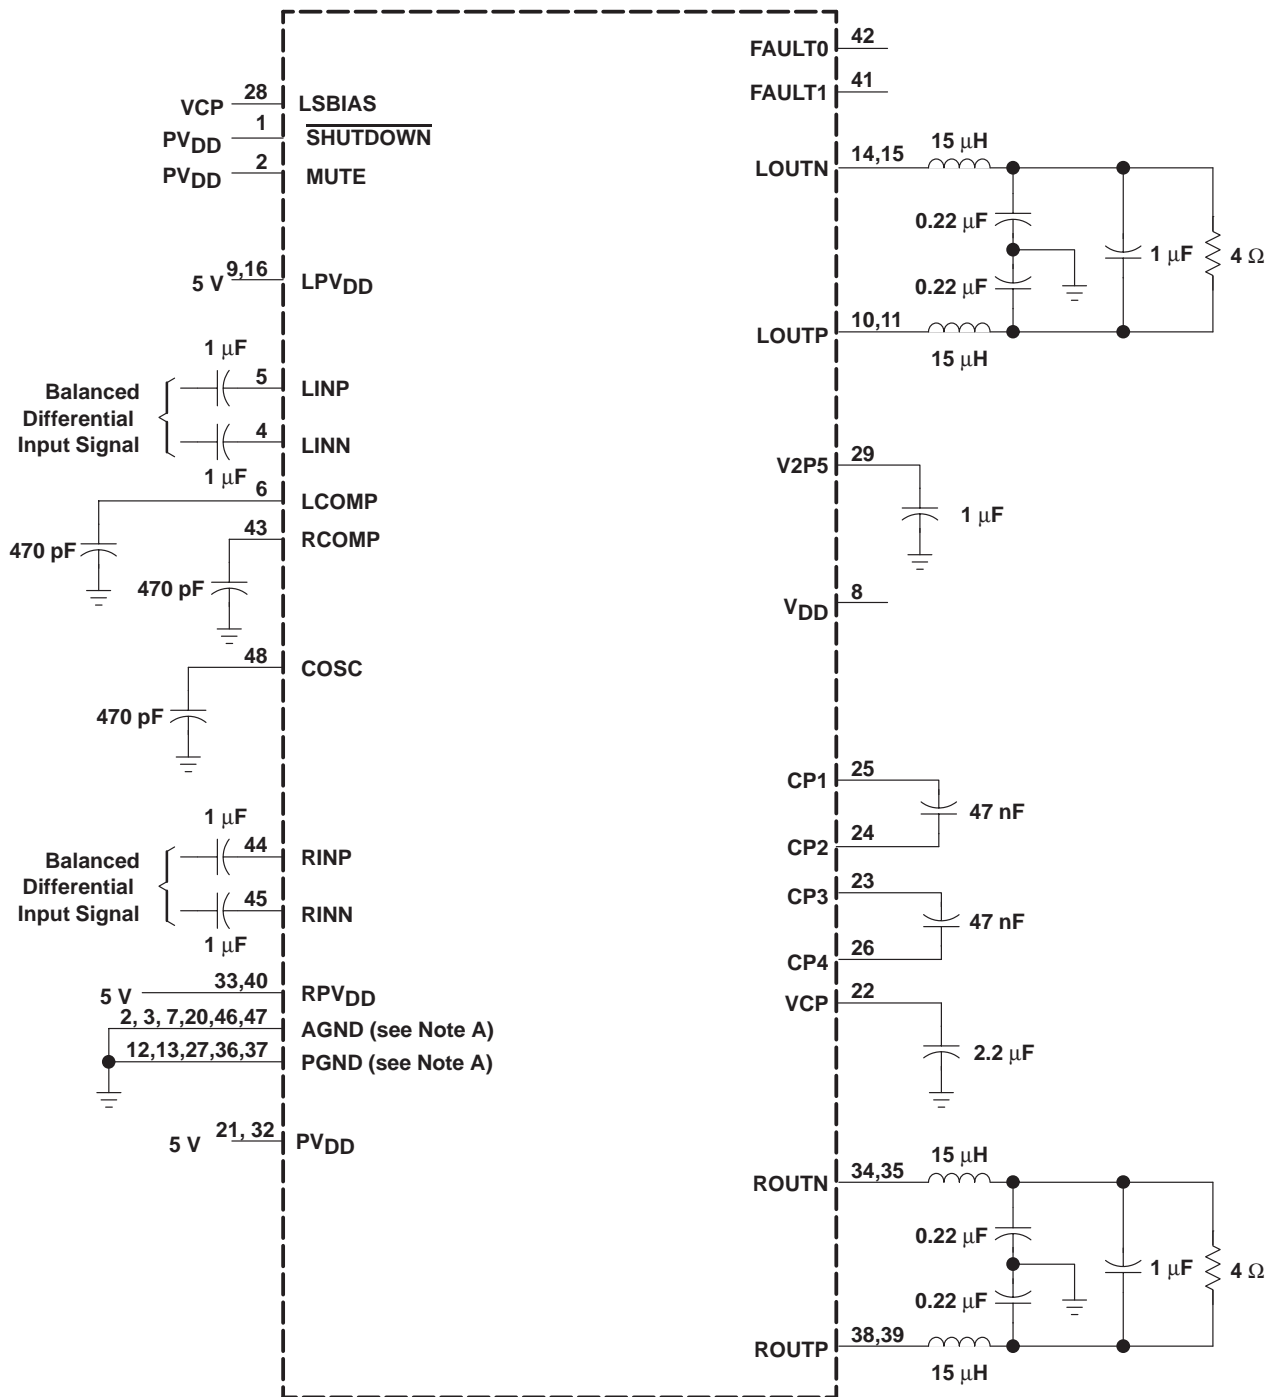 FAULT0 42
FAULT1 41
VCP 28 LSBIAS
PVDD 1 SHUTDOWN
PVDD 2 MUTE
15 μH
LOUTN 14,15
0.22 μF
1 μF
4 Ω
0.22 μF
LOUTP 10,11
15 μH
5 V 9,16 LPVDD
1 μF
Balanced
Differential
Input Signal
5 LINP
4 LINN
1 μF
6 LCOMP
470 pF
43 RCOMP
470 pF
V2P5 29
1 μF
VDD 8
48 COSC
470 pF
CP1 25
47 nF
CP2 24
CP3 23
47 nF
CP4 26
1 μF
Balanced
Differential
Input Signal
44 RINP
45 RINN
1 μF
5 V 33,40 RPVDD
2, 3, 7,20,46,47 AGND (see Note A)
12,13,27,36,37 PGND (see Note A)
VCP 22
2.2 μF
5 V 21, 32 PVDD
15 μH
ROUTN 34,35
0.22 μF
1 μF
4 Ω
0.22 μF
ROUTP 38,39
15 μH